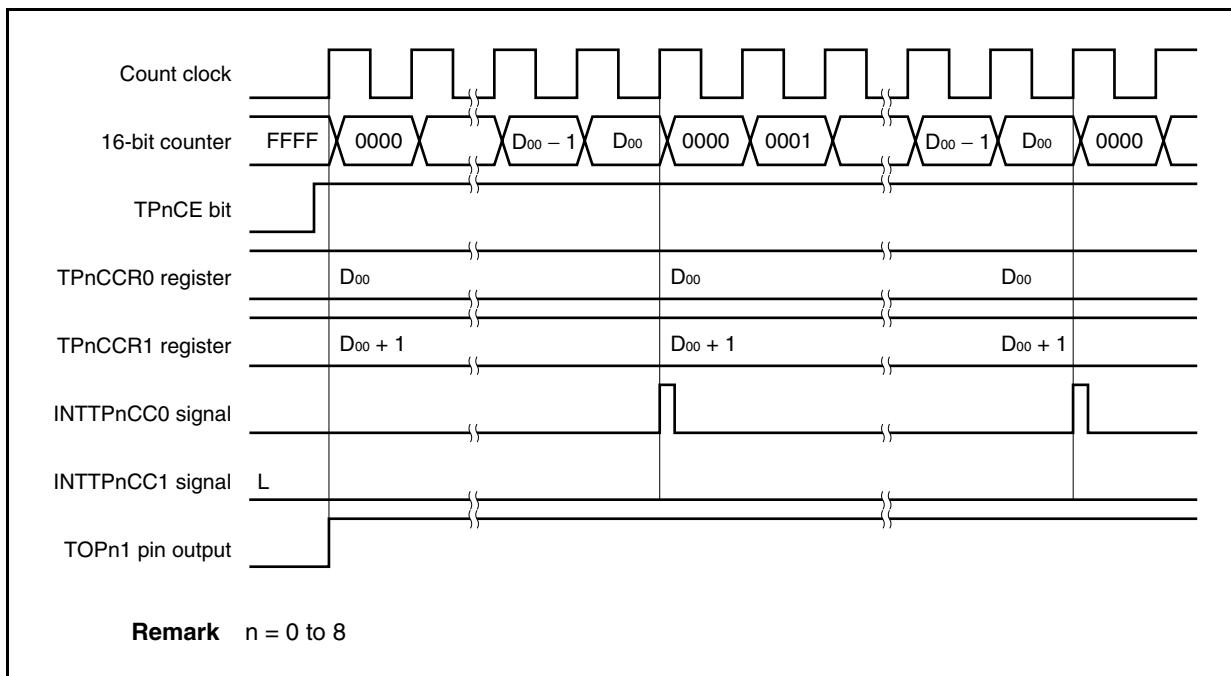 Count clock
16-bit counter FFFF 0000 D00 − 1 D00 0000 0001 D00 − 1 D00 0000
TPnCE bit
TPnCCR0 register D00 D00 D00
TPnCCR1 register D00 + 1 D00 + 1 D00 + 1
INTTPnCC0 signal
INTTPnCC1 signal L
TOPn1 pin output
Remark n = 0 to 8